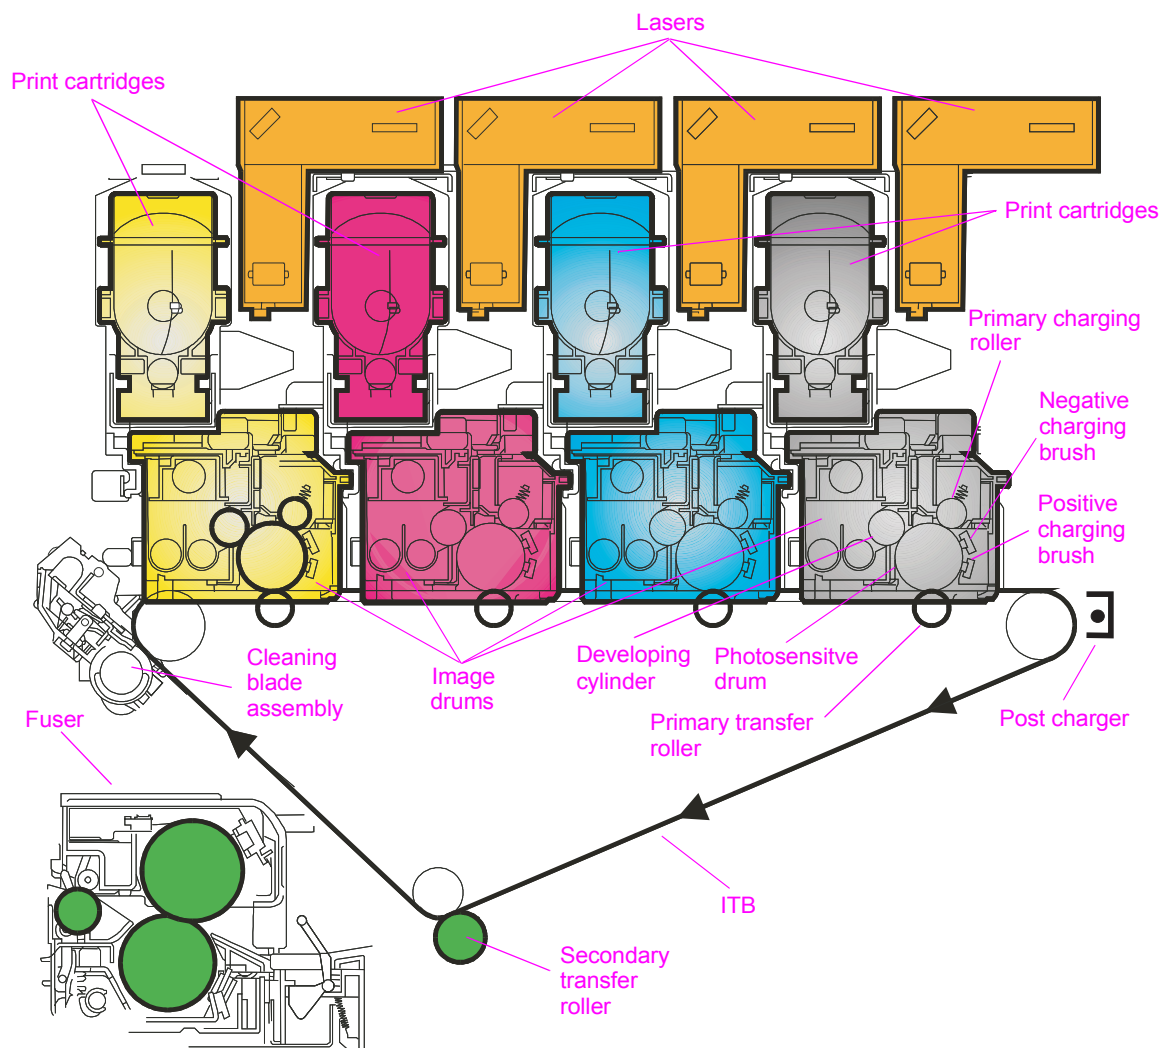 Lasers
Print cartridges
Print cartridges
Primary charging
roller
Negative
charging
brush
Positive
charging
brush
Cleaning
blade
assembly
Image
drums
Developing
cylinder
Photosensitve
drum
Primary transfer
roller
Post charger
Fuser
ITB
Secondary
transfer
roller